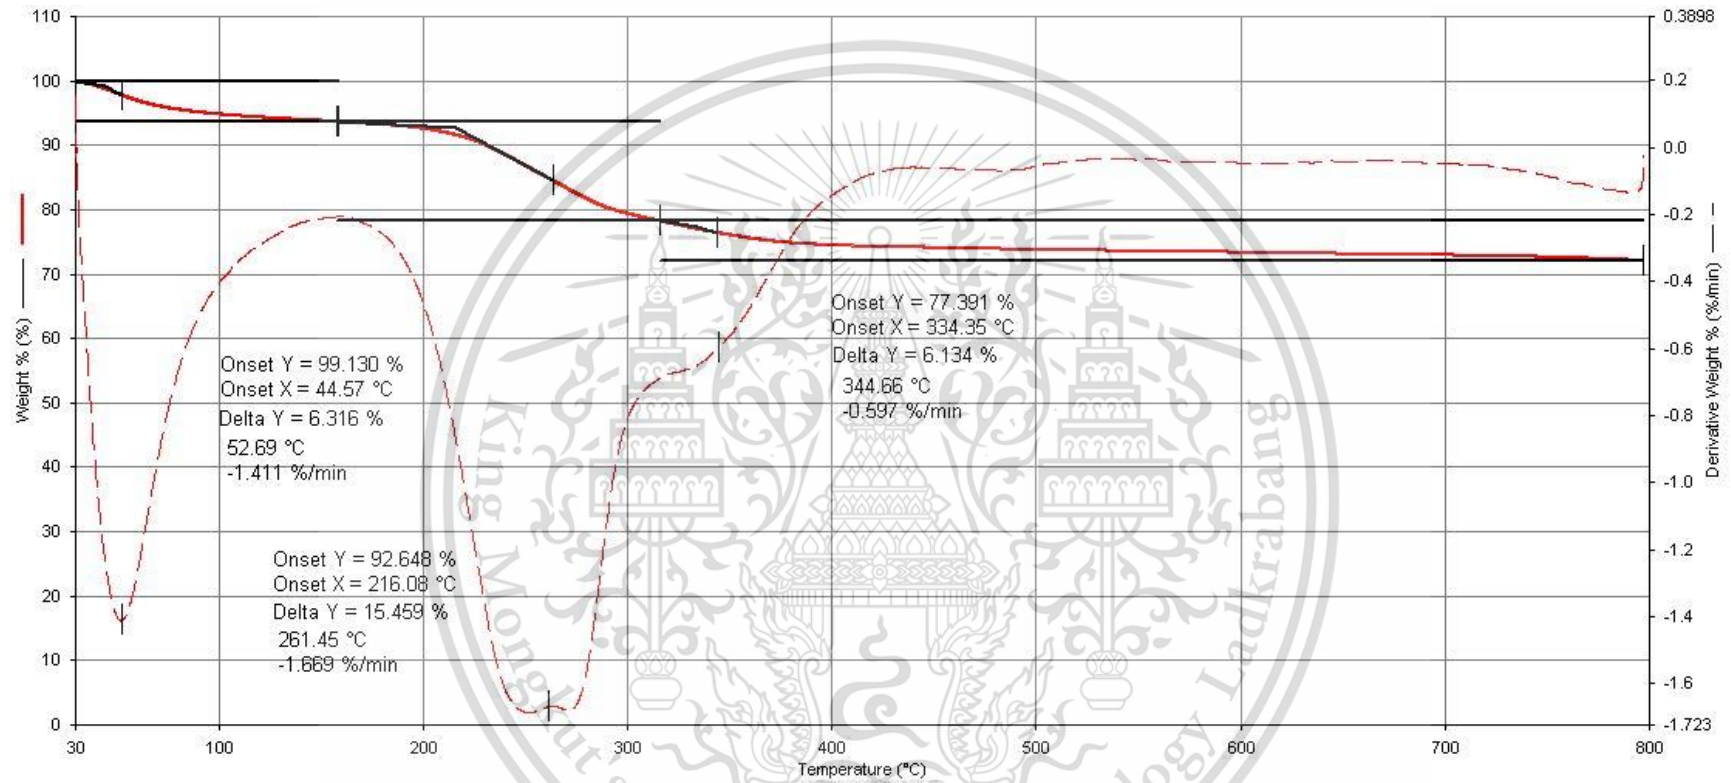 110
100
90
80
70
60
50
40
30
20
10
0
Weight % (%)
0.3898
0.2
0.0
-0.2
-0.4
-0.6
-0.8
-1.0
-1.2
-1.4
-1.6
-1.723
Derivative Weight % (%/min)
Onset Y = 99.130 %
Onset X = 44.57 °C
Delta Y = 6.316 %
52.69 °C
-1.411 %/min
Onset Y = 92.648 %
Onset X = 216.08 °C
Delta Y = 15.459 %
261.45 °C
-1.669 %/min
Onset Y = 77.391 %
Onset X = 334.35 °C
Delta Y = 6.134 %
344.66 °C
-0.597 %/min
30 100 200 300 400 500 600 700 800
Temperature (°C)
King Mongkut's
Ladkrabang